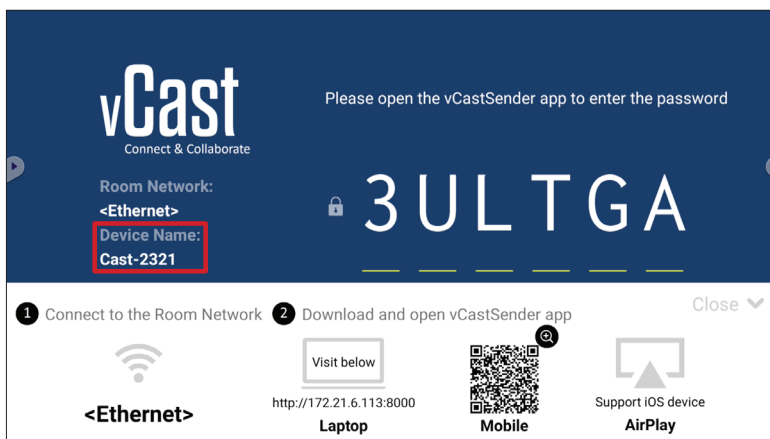 vCast
Connect & Collaborate
Please open the vCastSender app to enter the password
Room Network:
<Ethernet>
Device Name:
Cast-2321
3ULTGA
1 Connect to the Room Network
2 Download and open vCastSender app
Close
<Ethernet>
Visit below
http://172.21.6.113:8000
Laptop
Mobile
Support iOS device
AirPlay